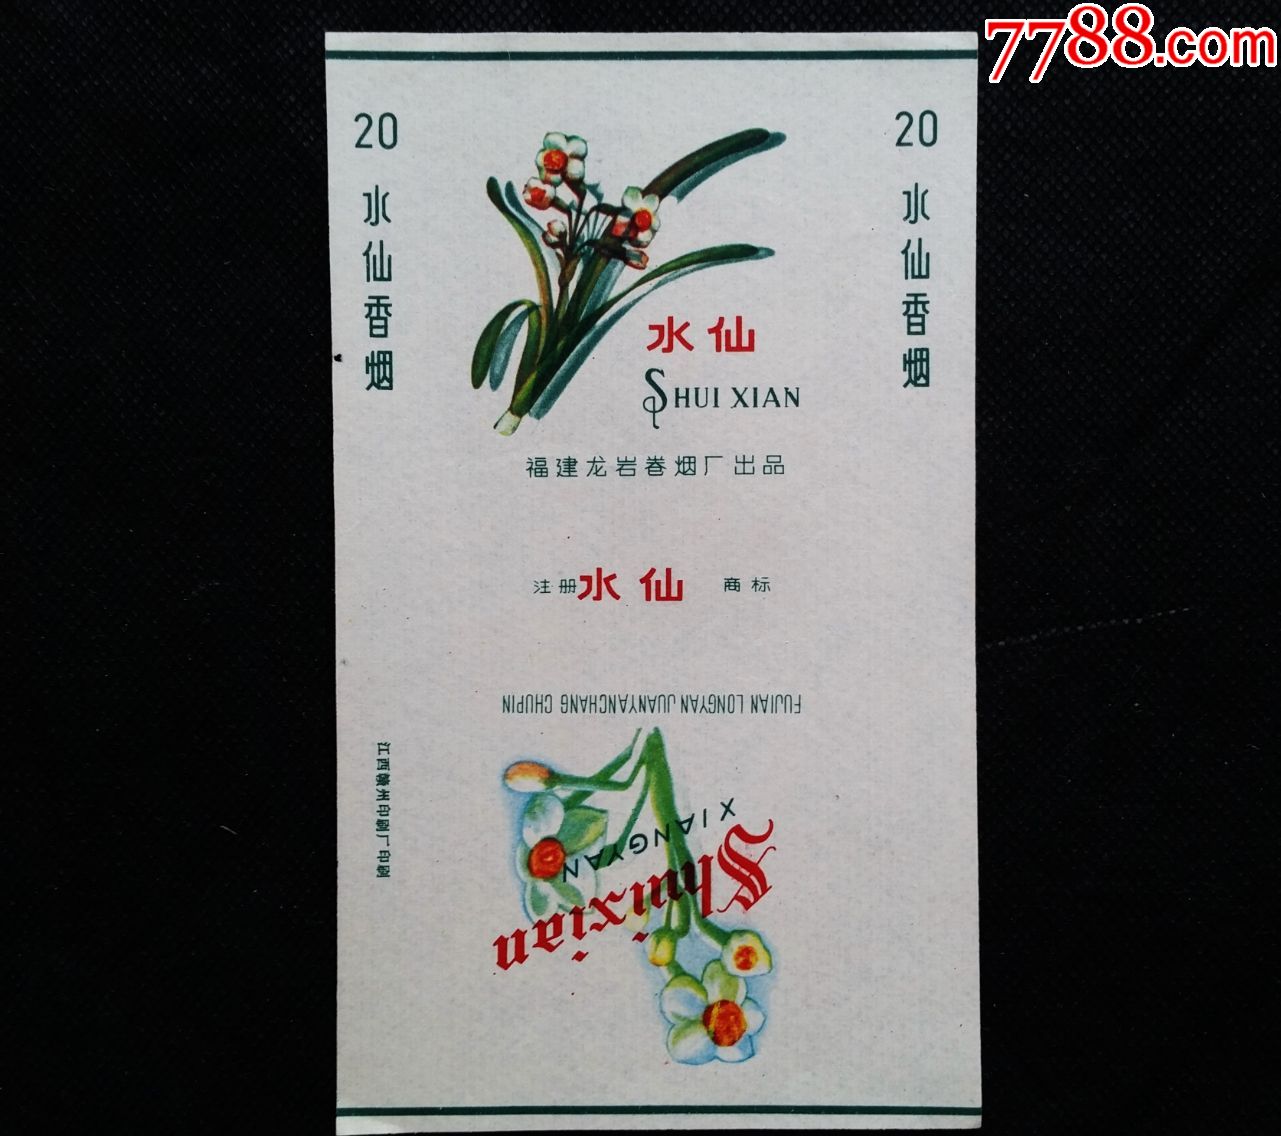 7788.com
20
水仙香烟
20
水仙香烟
水仙
SHUI XIAN
福建龙岩卷烟厂出品
注册 水仙 商标
FUJIAN LONGYAN JUANYANCHANG CHUPIN
XIANGYAN
Shuixian
江西赣州印刷厂印刷